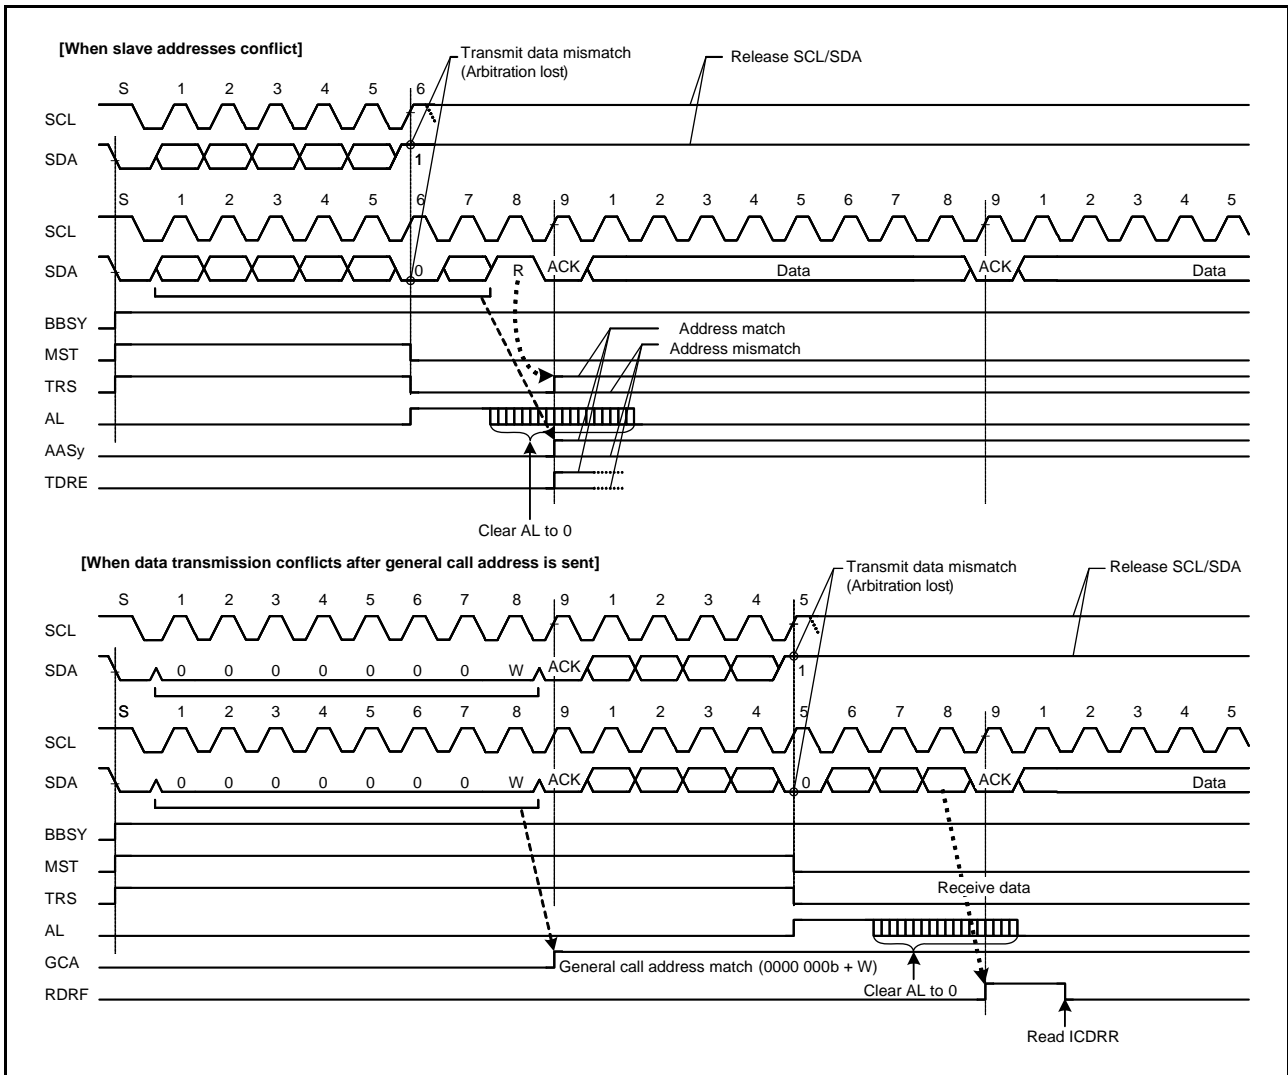 [When slave addresses conflict]
Transmit data mismatch
(Arbitration lost)
Release SCL/SDA
S 1 2 3 4 5 6
SCL
SDA 1
S 1 2 3 4 5 6 7 8 9 1 2 3 4 5 6 7 8 9 1 2 3 4 5
SCL
SDA 0 R ACK Data ACK Data
BBSY
Address match
MST
Address mismatch
TRS
AL
AASy
TDRE
Clear AL to 0
[When data transmission conflicts after general call address is sent]
Transmit data mismatch
(Arbitration lost)
Release SCL/SDA
S 1 2 3 4 5 6 7 8 9 1 2 3 4 5
SCL
SDA 0 0 0 0 0 0 0 W ACK 1
S 1 2 3 4 5 6 7 8 9 1 2 3 4 5 6 7 8 9 1 2 3 4 5
SCL
SDA 0 0 0 0 0 0 0 W ACK 0 ACK Data
BBSY
MST
Receive data
TRS
AL
GCA
General call address match (0000 000b + W)
Clear AL to 0
RDRF
Read ICDRR